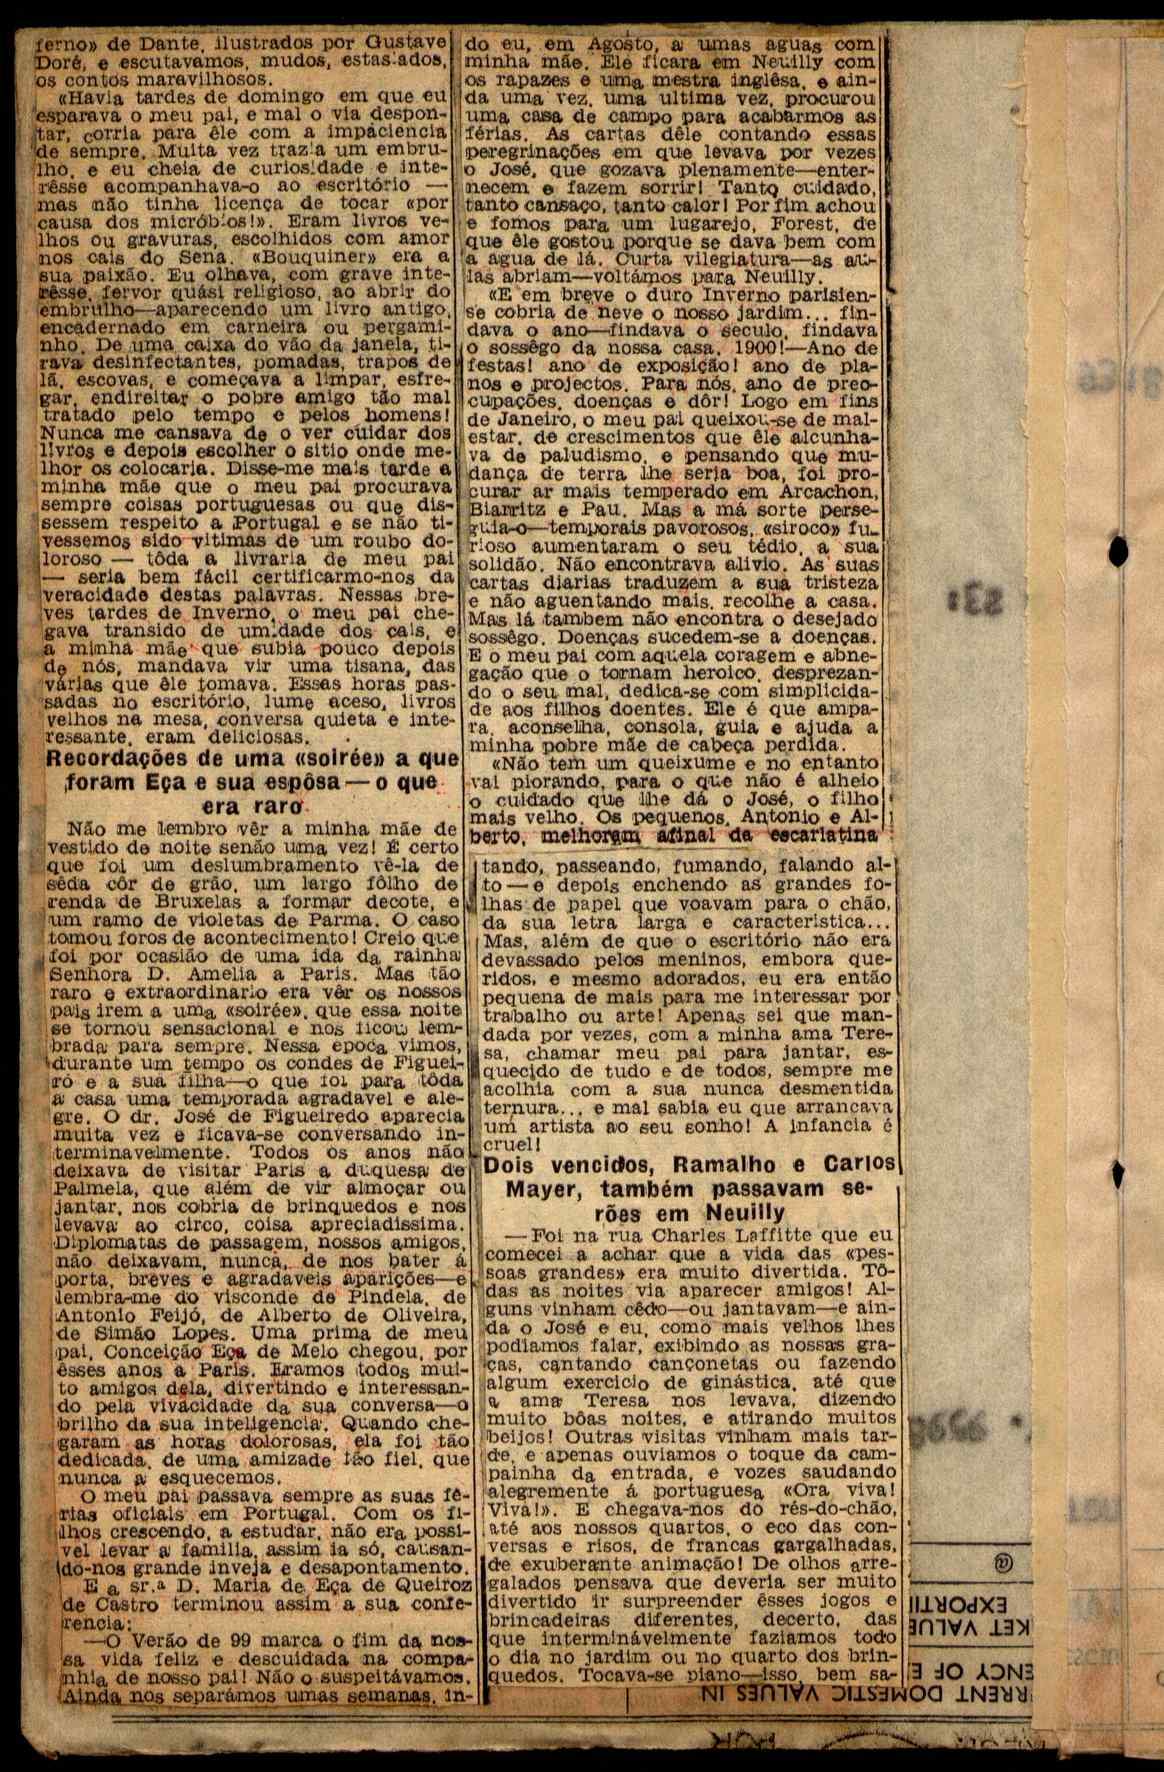 ferno» de Dante, ilustrados por Gustave
Doré, e escutavamos, mudos, estasiados,
os contos maravilhosos.
«Havia tardes de domingo em que eu
esparava o meu pai, e mal o via despon-
tar, corria para êle com a impaciencia
de sempre. Muita vez trazia um embru-
lho, e eu cheia de curiosidade e inte-
rêsse acompanhava-o ao escritório —
mas não tinha licença de tocar «por
causa dos micróbios!». Eram livros ve-
lhos ou gravuras, escolhidos com amor
nos cais do Sena. «Bouquiner» era a
sua paixão. Eu olhava, com grave inte-
rêsse, fervor quási religioso, ao abrir do
embrulho—aparecendo um livro antigo,
encadernado em carneira ou pergami-
nho. De uma caixa do vão da janela, ti-
rava desinfectantes, pomadas, trapos de
lã, escovas, e começava a limpar, esfre-
gar, endireitar o pobre amigo tão mal
tratado pelo tempo e pelos homens!
Nunca me cansava de o ver cuidar dos
livros e depois escolher o sitio onde me-
lhor os colocaria. Disse-me mais tarde a
minha mãe que o meu pai procurava
sempre coisas portuguesas ou que dis-
sessem respeito a Portugal e se não ti-
vessemos sido vitimas de um roubo do-
loroso — tôda a livraria de meu pai
— seria bem fácil certificarmo-nos da
veracidade destas palavras. Nessas bre-
ves tardes de Inverno, o meu pai che-
gava transido de umidade dos cais, e
a minha mãe que subia pouco depois
de nós, mandava vir uma tisana, das
várias que êle tomava. Essas horas pas-
sadas no escritório, lume aceso, livros
velhos na mesa, conversa quieta e inte-
ressante, eram deliciosas.
Recordações de uma «soirée» a que
foram Eça e sua espôsa — o que
era raro
Não me lembro vêr a minha mãe de
vestido de noite senão uma vez! É certo
que foi um deslumbramento vê-la de
sêda côr de grão, um largo fôlho de
renda de Bruxelas a formar decote, e
um ramo de violetas de Parma. O caso
tomou foros de acontecimento! Creio que
foi por ocasião de uma ida da rainha
Senhora D. Amelia a Paris. Mas tão
raro e extraordinario era vêr os nossos
pais irem a uma «soirée», que essa noite
se tornou sensacional e nos ficou lem-
brada para sempre. Nessa epoca vimos,
durante um tempo os condes de Figuei-
ró e a sua filha—o que foi para tôda
a casa uma temporada agradavel e ale-
gre. O dr. José de Figueiredo aparecia
muita vez e ficava-se conversando in-
terminavelmente. Todos os anos não
deixava de visitar Paris a duquesa de
Palmela, que além de vir almoçar ou
jantar, nos cobria de brinquedos e nos
levava ao circo, coisa apreciadissima.
Diplomatas de passagem, nossos amigos,
não deixavam, nunca, de nos bater á
porta, breves e agradaveis aparições—e
lembra-me do visconde de Pindela, de
Antonio Feijó, de Alberto de Oliveira,
de Simão Lopes. Uma prima de meu
pai, Conceição Eça de Melo chegou, por
êsses anos a Paris. Eramos todos mui-
to amigos dela, divertindo e interessan-
do pela vivacidade da sua conversa—o
brilho da sua inteligencia. Quando che-
garam as horas dolorosas, ela foi tão
dedicada, de uma amizade tão fiel, que
nunca a esquecemos.
O meu pai passava sempre as suas fé-
rias oficiais em Portugal. Com os fi-
lhos crescendo, a estudar, não era possi-
vel levar a familia, assim ia só, causan-
do-nos grande inveja e desapontamento.
E a sr.ª D. Maria de Eça de Queiroz
de Castro terminou assim a sua confe-
rencia:
—O Verão de 99 marca o fim da nos-
sa vida feliz e descuidada na compa-
nhia de nosso pai! Não o suspeitávamos.
Ainda nos separámos umas semanas, in-
do eu, em Agosto, a umas aguas com
minha mãe. Ele ficara em Neuilly com
os rapazes e uma mestra inglêsa, e ain-
da uma vez, uma ultima vez, procurou
uma casa de campo para acabarmos as
férias. As cartas dêle contando essas
peregrinações em que levava por vezes
o José, que gozava plenamente—enter-
necem e fazem sorrir! Tanto cuidado,
tanto cansaço, tanto calor! Por fim achou
e fomos para um lugarejo, Forest, de
que êle gostou porque se dava bem com
a agua de lá. Curta vilegiatura—as au-
las abriam—voltámos para Neuilly.
«E em breve o duro Inverno parisien-
se cobria de neve o nosso jardim... fin-
dava o ano—findava o seculo, findava
o sossêgo da nossa casa. 1900!—Ano de
festas! ano de exposição! ano de pla-
nos e projectos. Para nós, ano de preo-
cupações, doenças e dôr! Logo em fins
de Janeiro, o meu pai queixou-se de mal-
estar, de crescimentos que êle alcunha-
va de paludismo, e pensando que mu-
dança de terra lhe seria boa, foi pro-
curar ar mais temperado em Arcachon,
Biarritz e Pau. Mas a má sorte perse-
guia-o—temporais pavorosos, «siroco» fu-
rioso aumentaram o seu tédio, a sua
solidão. Não encontrava alivio. As suas
cartas diarias traduzem a sua tristeza
e não aguentando mais, recolhe a casa.
Mas lá tambem não encontra o desejado
sossêgo. Doenças sucedem-se a doenças.
E o meu pai com aquela coragem e abne-
gação que o tornam heroico, desprezan-
do o seu mal, dedica-se com simplicida-
de aos filhos doentes. Ele é que ampa-
ra, aconselha, consola, guia e ajuda a
minha pobre mãe de cabeça perdida.
«Não tem um queixume e no entanto
vai piorando, para o que não é alheio
o cuidado que lhe dá o José, o filho
mais velho. Os pequenos, Antonio e Al-
berto, melhoram afinal da escarlatina
tando, passeando, fumando, falando al-
to — e depois enchendo as grandes fo-
lhas de papel que voavam para o chão,
da sua letra larga e caracteristica...
Mas, além de que o escritório não era
devassado pelos meninos, embora que-
ridos, e mesmo adorados, eu era então
pequena de mais para me interessar por
trabalho ou arte! Apenas sei que man-
dada por vezes, com a minha ama Tere-
sa, chamar meu pai para jantar, es-
quecido de tudo e de todos, sempre me
acolhia com a sua nunca desmentida
ternura... e mal sabia eu que arrancava
um artista ao seu sonho! A infancia é
cruel!
Dois vencidos, Ramalho e Carlos
Mayer, também passavam se-
rões em Neuilly
—Foi na rua Charles Laffitte que eu
comecei a achar que a vida das «pes-
soas grandes» era muito divertida. Tô-
das as noites via aparecer amigos! Al-
guns vinham cêdo—ou jantavam—e ain-
da o José e eu, como mais velhos lhes
podiamos falar, exibindo as nossas gra-
ças, cantando cançonetas ou fazendo
algum exercicio de ginástica, até que
a ama Teresa nos levava, dizendo
muito bôas noites, e atirando muitos
beijos! Outras visitas vinham mais tar-
de, e apenas ouviamos o toque da cam-
painha da entrada, e vozes saudando
alegremente á portuguesa «Ora viva!
Viva!». E chegava-nos do rés-do-chão,
até aos nossos quartos, o eco das con-
versas e risos, de francas gargalhadas,
de exuberante animação! De olhos arre-
galados pensava que deveria ser muito
divertido ir surpreender êsses jogos e
brincadeiras diferentes, decerto, das
que interminávelmente faziamos todo
o dia no jardim ou no quarto dos brin-
quedos. Tocava-se piano—isso, bem sa-
RRENT DOMESTIC VALUES IN
ENCY OF E
KET VALUE
EXPORTI
@